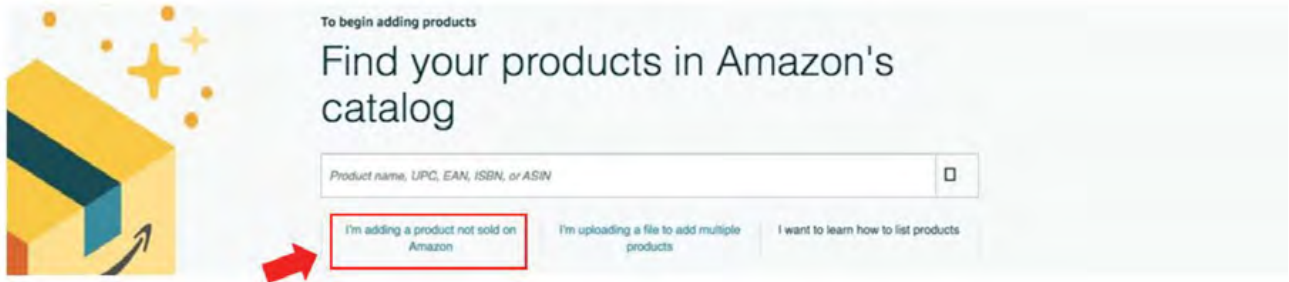 To begin adding products
Find your products in Amazon's
catalog
Product name, UPC, EAN, ISBN, or ASIN
I'm adding a product not sold on
Amazon
I'm uploading a file to add multiple
products
I want to learn how to list products